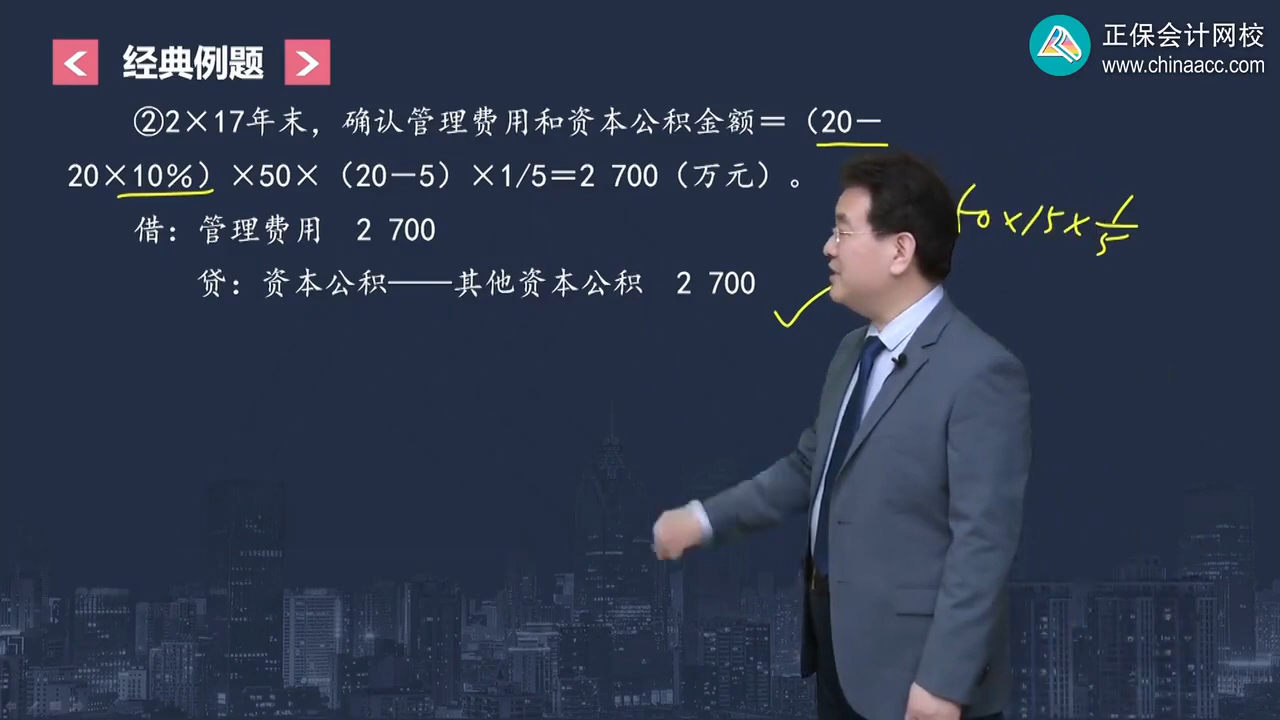 经典例题
正保会计网校
www.chinaacc.com
②2×17年末，确认管理费用和资本公积金额＝（20－
20×10%）×50×（20－5）×1/5＝2 700（万元）。
借：管理费用 2 700
贷：资本公积——其他资本公积 2 700
×15×1/5